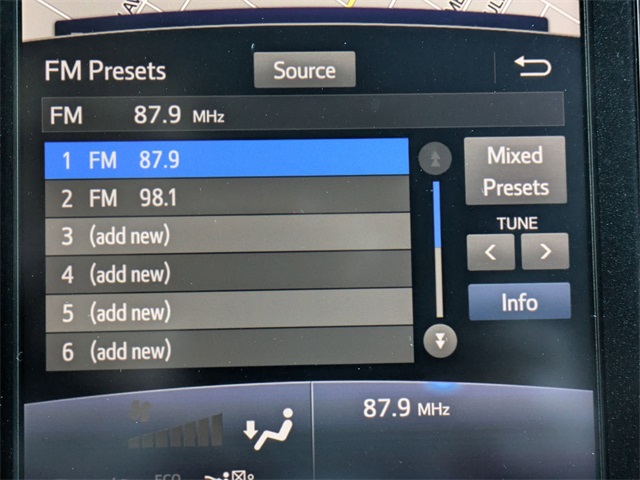 FM Presets
Source
FM 87.9 MHz
1 FM 87.9
2 FM 98.1
3 (add new)
4 (add new)
5 (add new)
6 (add new)
Mixed
Presets
TUNE
< >
Info
87.9 MHz
ECO